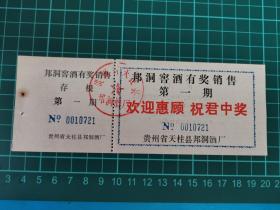 邦洞窖酒有奖销售
存根
第一期
Nº 0010721
贵州省天柱县邦洞酒厂
邦洞窖酒有奖销售
第一期
欢迎惠顾 祝君中奖
Nº 0010721
贵州省天柱县邦洞酒厂